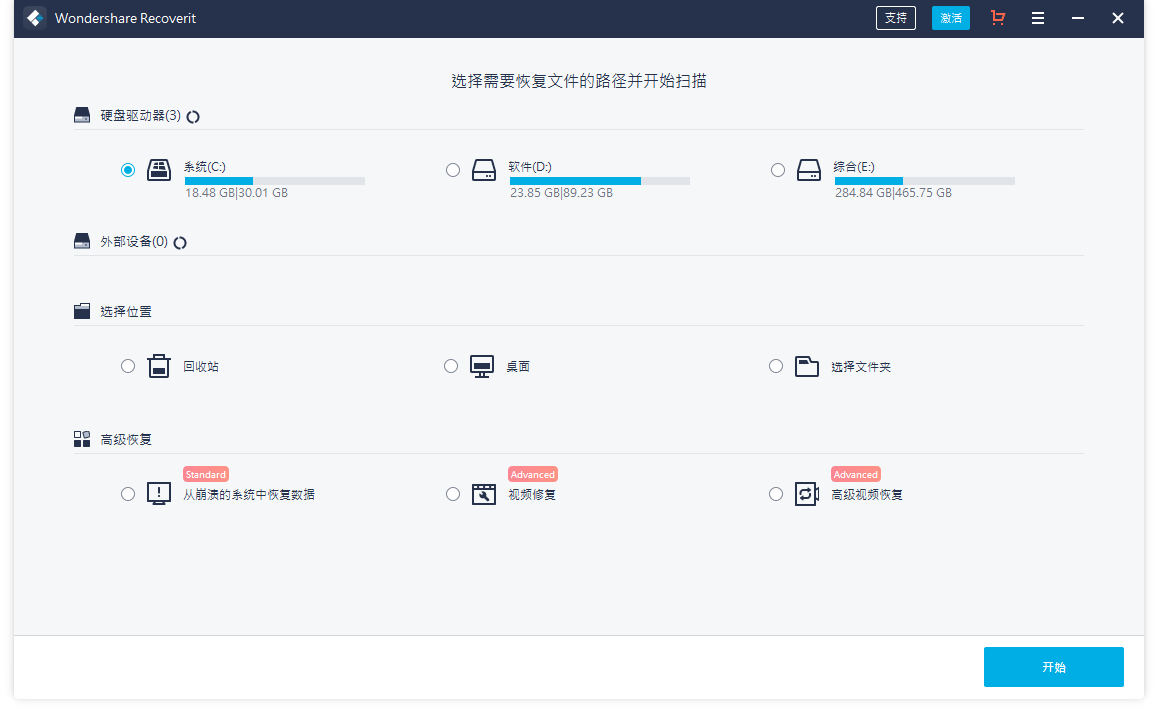 Wondershare Recoverit
支持
激活
选择需要恢复文件的路径并开始扫描
硬盘驱动器(3)
系统(C:)
18.48 GB|30.01 GB
软件(D:)
23.85 GB|89.23 GB
综合(E:)
284.84 GB|465.75 GB
外部设备(0)
选择位置
回收站
桌面
选择文件夹
高级恢复
Standard
从崩溃的系统中恢复数据
Advanced
视频修复
Advanced
高级视频恢复
开始